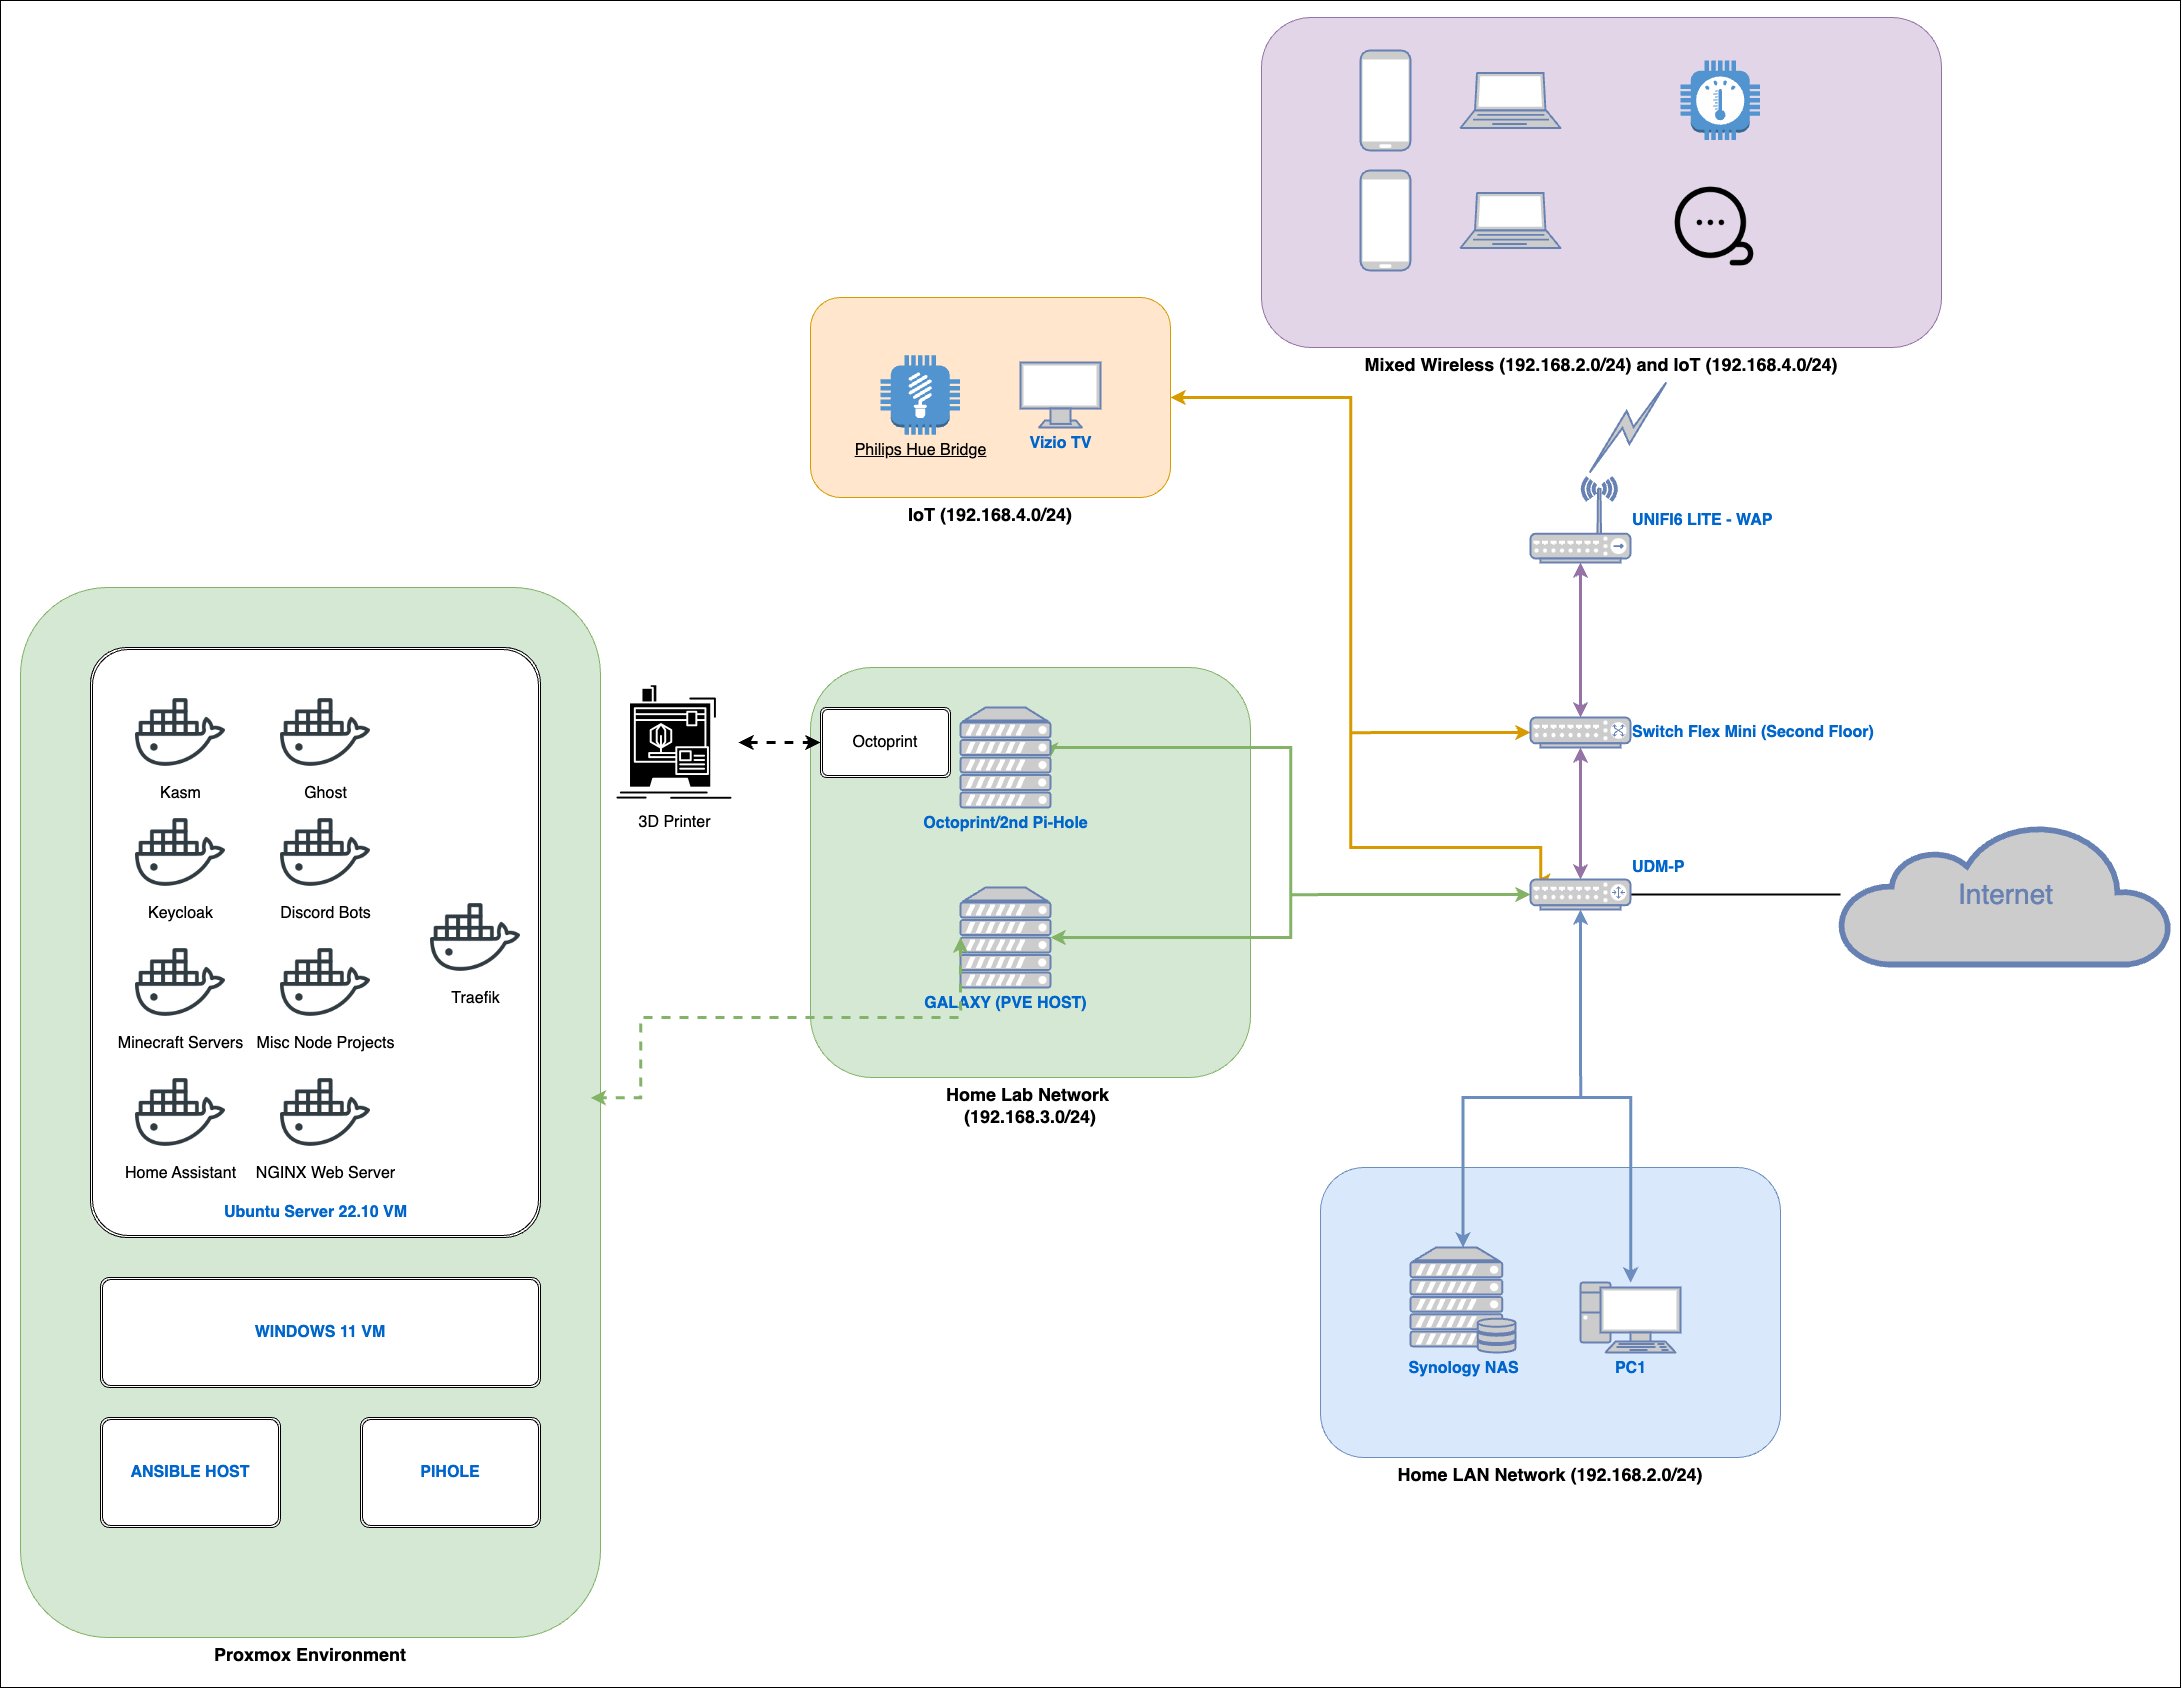 Mixed Wireless (192.168.2.0/24) and IoT (192.168.4.0/24)
Philips Hue Bridge
Vizio TV
IoT (192.168.4.0/24)
UNIFI6 LITE - WAP
Switch Flex Mini (Second Floor)
UDM-P
Internet
Octoprint
Octoprint/2nd Pi-Hole
3D Printer
GALAXY (PVE HOST)
Home Lab Network
(192.168.3.0/24)
Kasm
Ghost
Keycloak
Discord Bots
Traefik
Minecraft Servers
Misc Node Projects
Home Assistant
NGINX Web Server
Ubuntu Server 22.10 VM
WINDOWS 11 VM
ANSIBLE HOST
PIHOLE
Proxmox Environment
Synology NAS
PC1
Home LAN Network (192.168.2.0/24)